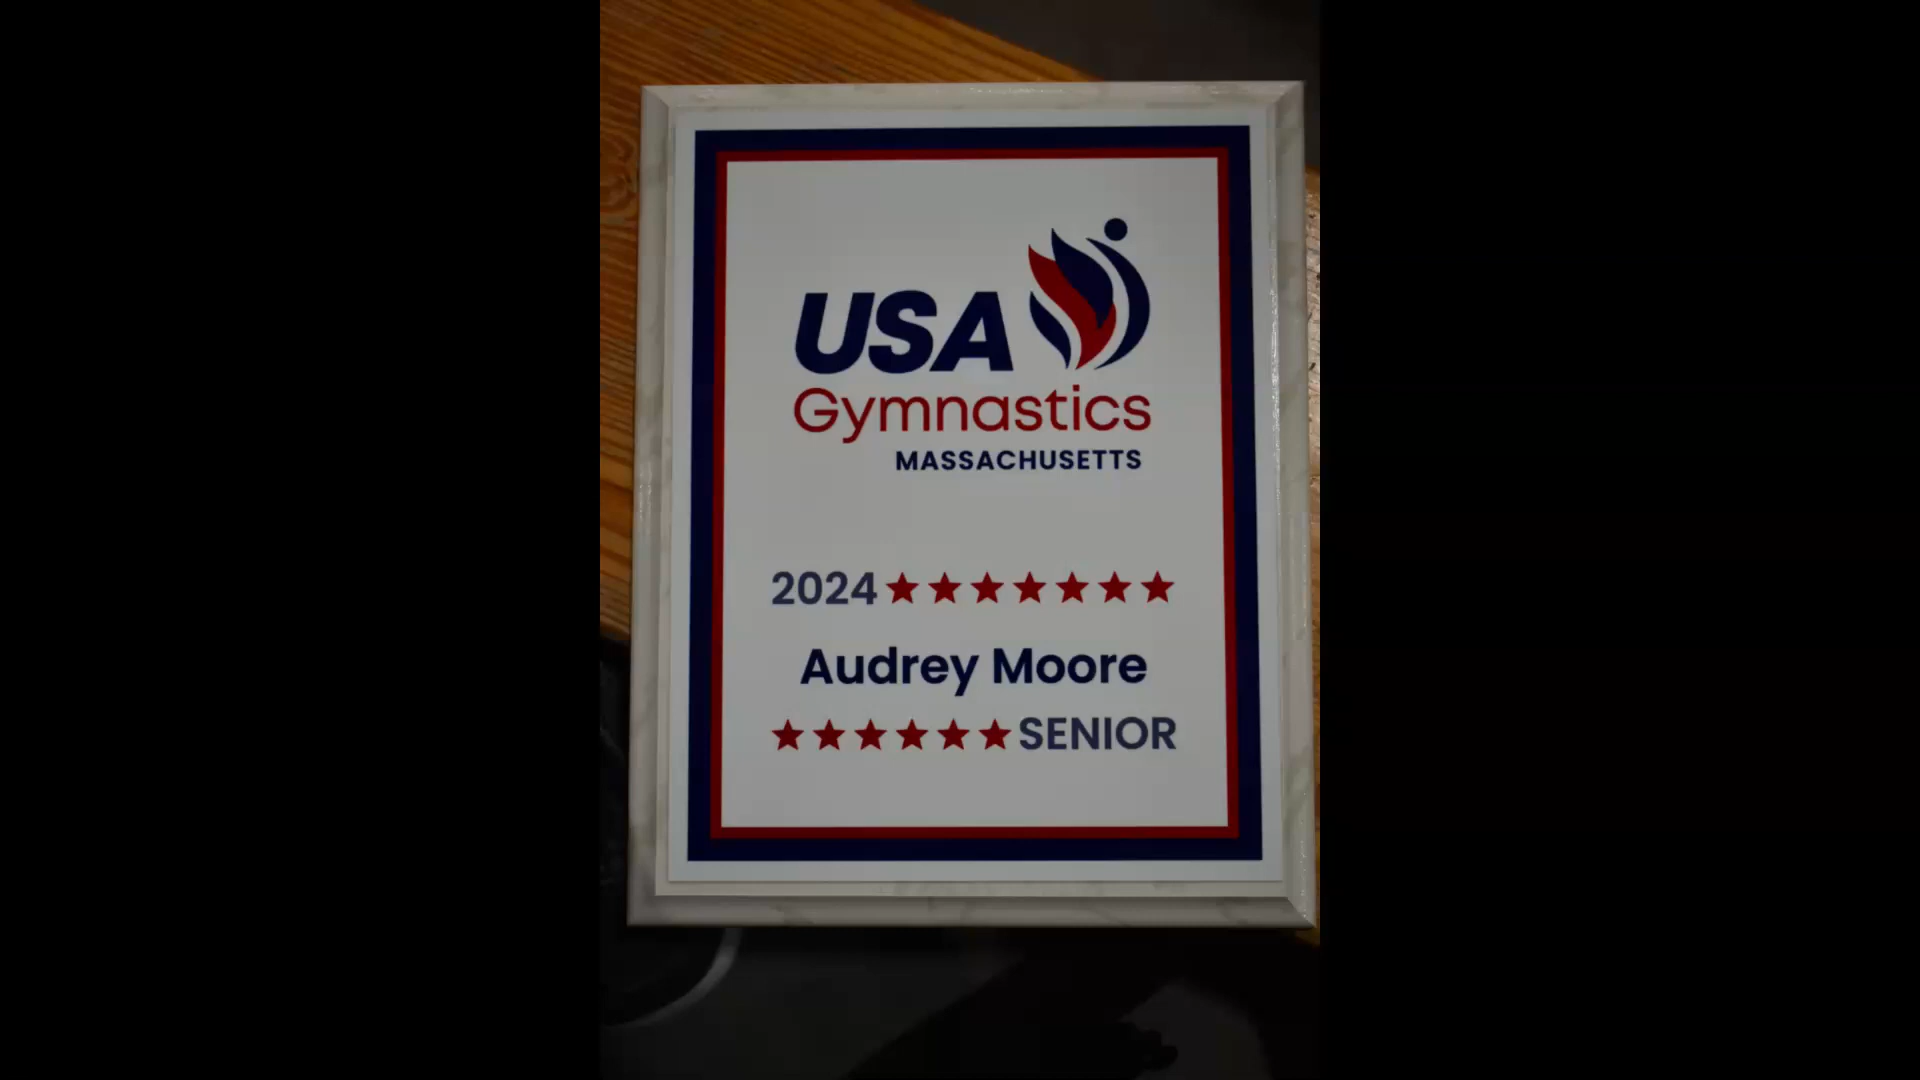 USA
Gymnastics
MASSACHUSETTS
2024
Audrey Moore
SENIOR